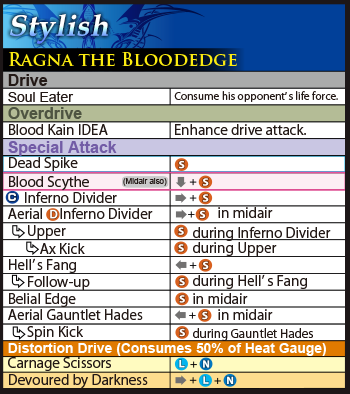 Stylish
RAGNA THE BLOODEDGE
Drive
Soul Eater Consume his opponent's life force.
Overdrive
Blood Kain IDEA Enhance drive attack.
Special Attack
Dead Spike S
Blood Scythe (Midair also) ⬇ + S
C Inferno Divider ➡ + S
Aerial D Inferno Divider ➡ + S in midair
↳ Upper S during Inferno Divider
↳ Ax Kick S during Upper
Hell's Fang ⬅ + S
↳ Follow-up S during Hell's Fang
Belial Edge S in midair
Aerial Gauntlet Hades ⬅ + S in midair
↳ Spin Kick S during Gauntlet Hades
Distortion Drive (Consumes 50% of Heat Gauge)
Carnage Scissors L + N
Devoured by Darkness ➡ + L + N